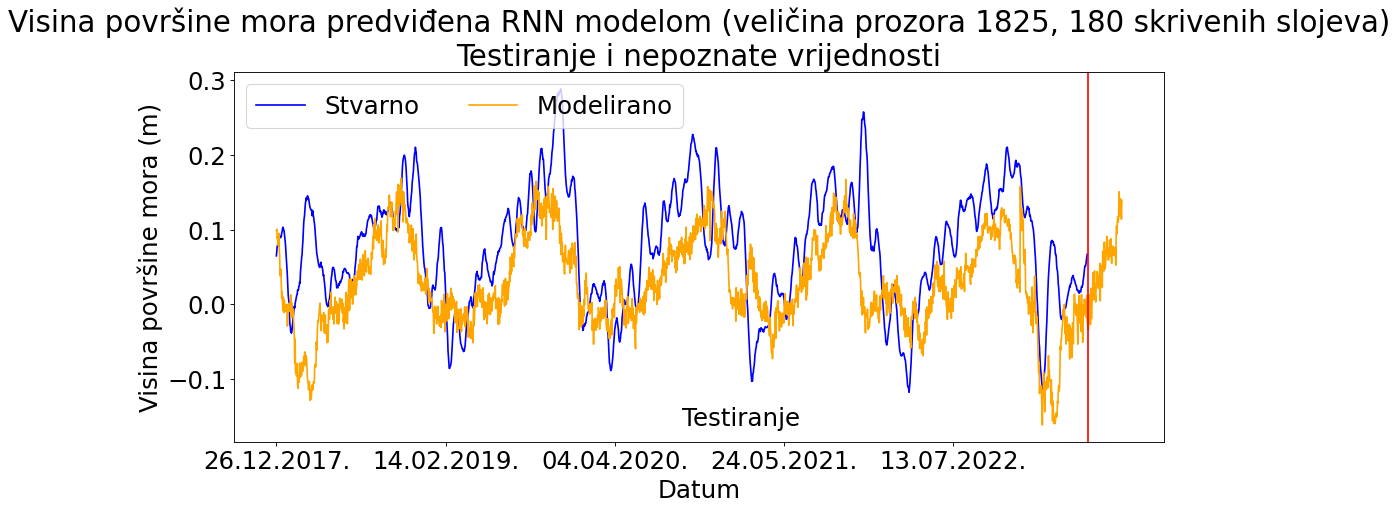 Visina površine mora predviđena RNN modelom (veličina prozora 1825, 180 skrivenih slojeva)
Testiranje i nepoznate vrijednosti
0.3
Stvarno Modelirano
0.2
0.1
0.0
−0.1
Visina površine mora (m)
Testiranje
26.12.2017. 14.02.2019. 04.04.2020. 24.05.2021. 13.07.2022.
Datum